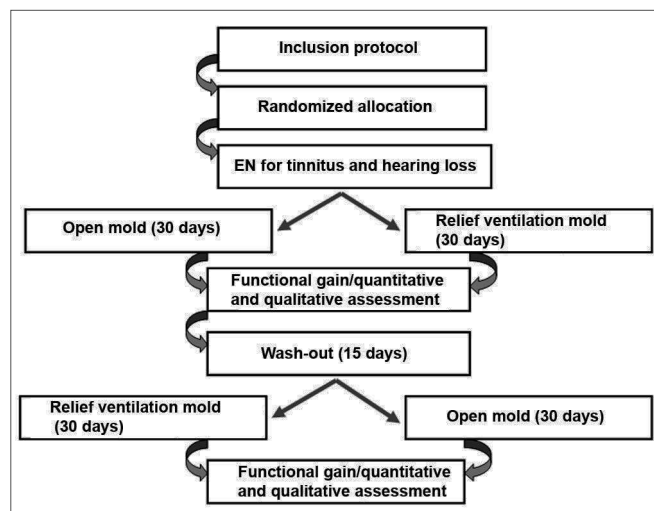 Inclusion protocol
Randomized allocation
EN for tinnitus and hearing loss
Open mold (30 days)
Relief ventilation mold
(30 days)
Functional gain/quantitative
and qualitative assessment
Wash-out (15 days)
Relief ventilation mold
(30 days)
Open mold (30 days)
Functional gain/quantitative
and qualitative assessment